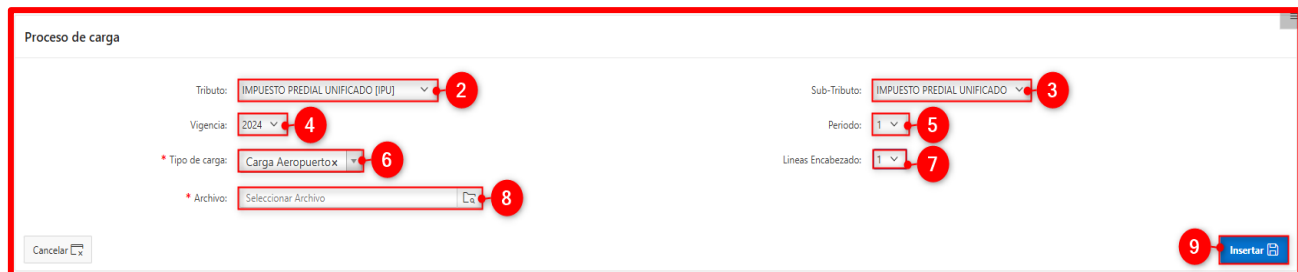 Proceso de carga
Tributo: IMPUESTO PREDIAL UNIFICADO [IPU] 2 Sub-Tributo: IMPUESTO PREDIAL UNIFICADO 3
Vigencia: 2024 4 Periodo: 1 5
* Tipo de carga: Carga Aeropuerto x 6 Lineas Encabezado: 1 7
* Archivo: Seleccionar Archivo 8
Cancelar 9 Insertar